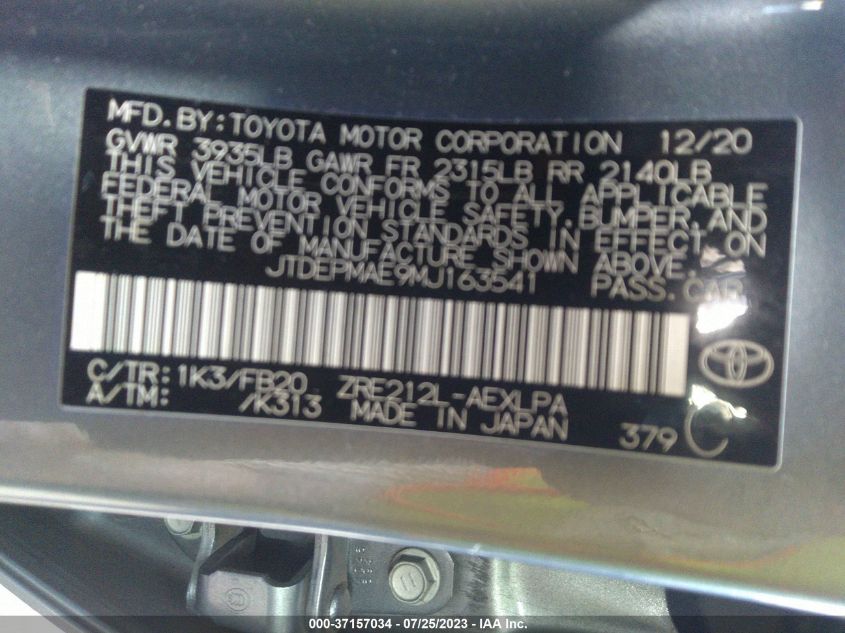 MFD.BY:TOYOTA MOTOR CORPORATION 12/20
GVWR 3935LB GAWR FR 2315LB RR 2140LB
THIS VEHICLE CONFORMS TO ALL APPLICABLE
FEDERAL MOTOR VEHICLE SAFETY,BUMPER,AND
THEFT PREVENTION STANDARDS IN EFFECT ON
THE DATE OF MANUFACTURE SHOWN ABOVE.
JTDEPMAE9MJ163541 PASS.CAR
C/TR:1K3/FB20 ZRE212L-AEXLPA
A/TM: /K313 MADE IN JAPAN 379 C
000-37157034 - 07/25/2023 - IAA Inc.